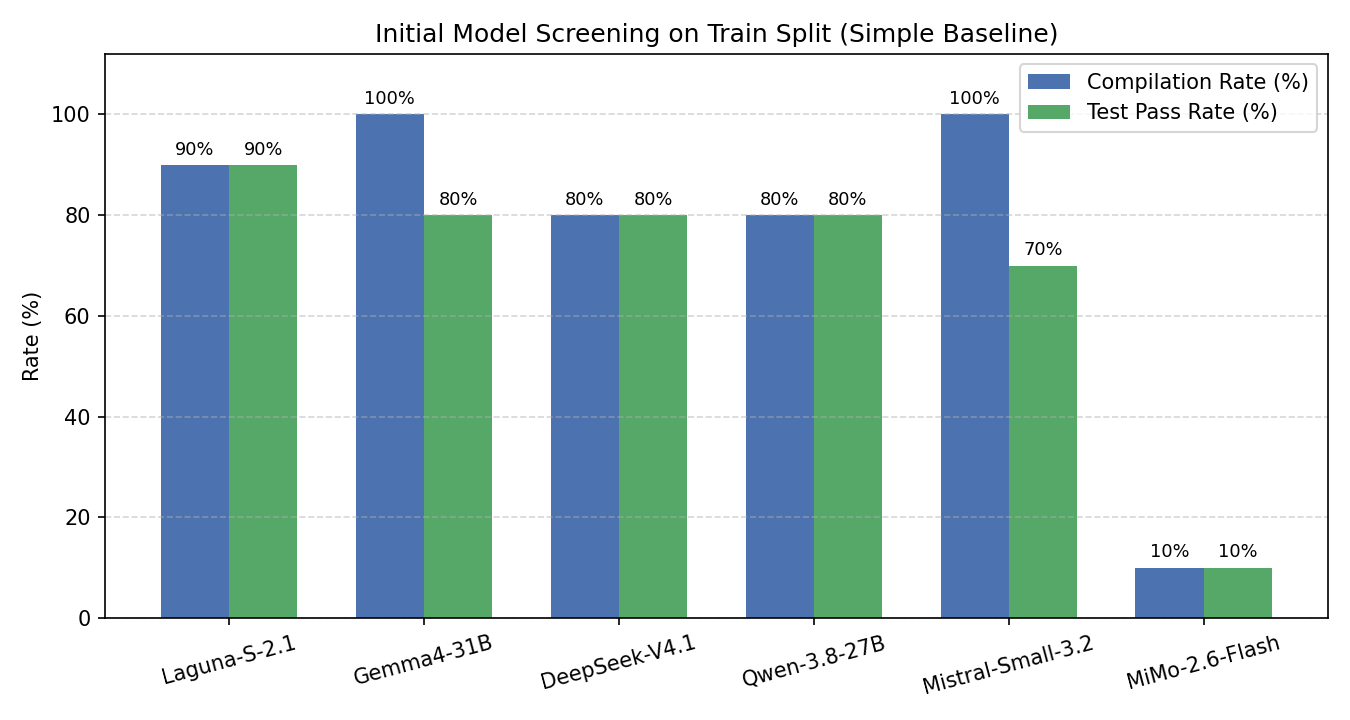 Initial Model Screening on Train Split (Simple Baseline)
Compilation Rate (%)
Test Pass Rate (%)
Rate (%)
100
80
60
40
20
0
90% 90% 100% 80% 80% 80% 80% 80% 100% 70% 10% 10%
Laguna-S-2.1 Gemma4-31B DeepSeek-V4.1 Qwen-3.8-27B Mistral-Small-3.2 MiMo-2.6-Flash